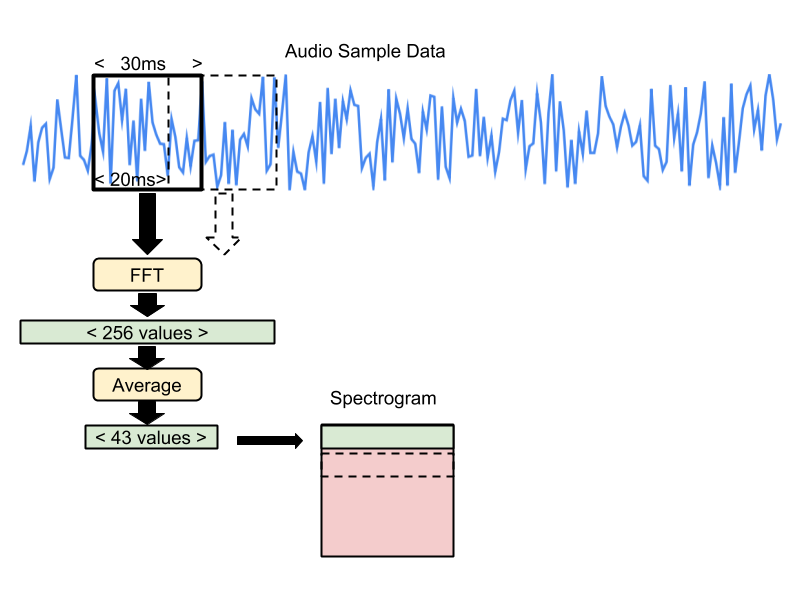 Audio Sample Data
< 30ms >
< 20ms>
FFT
< 256 values >
Average
< 43 values >
Spectrogram